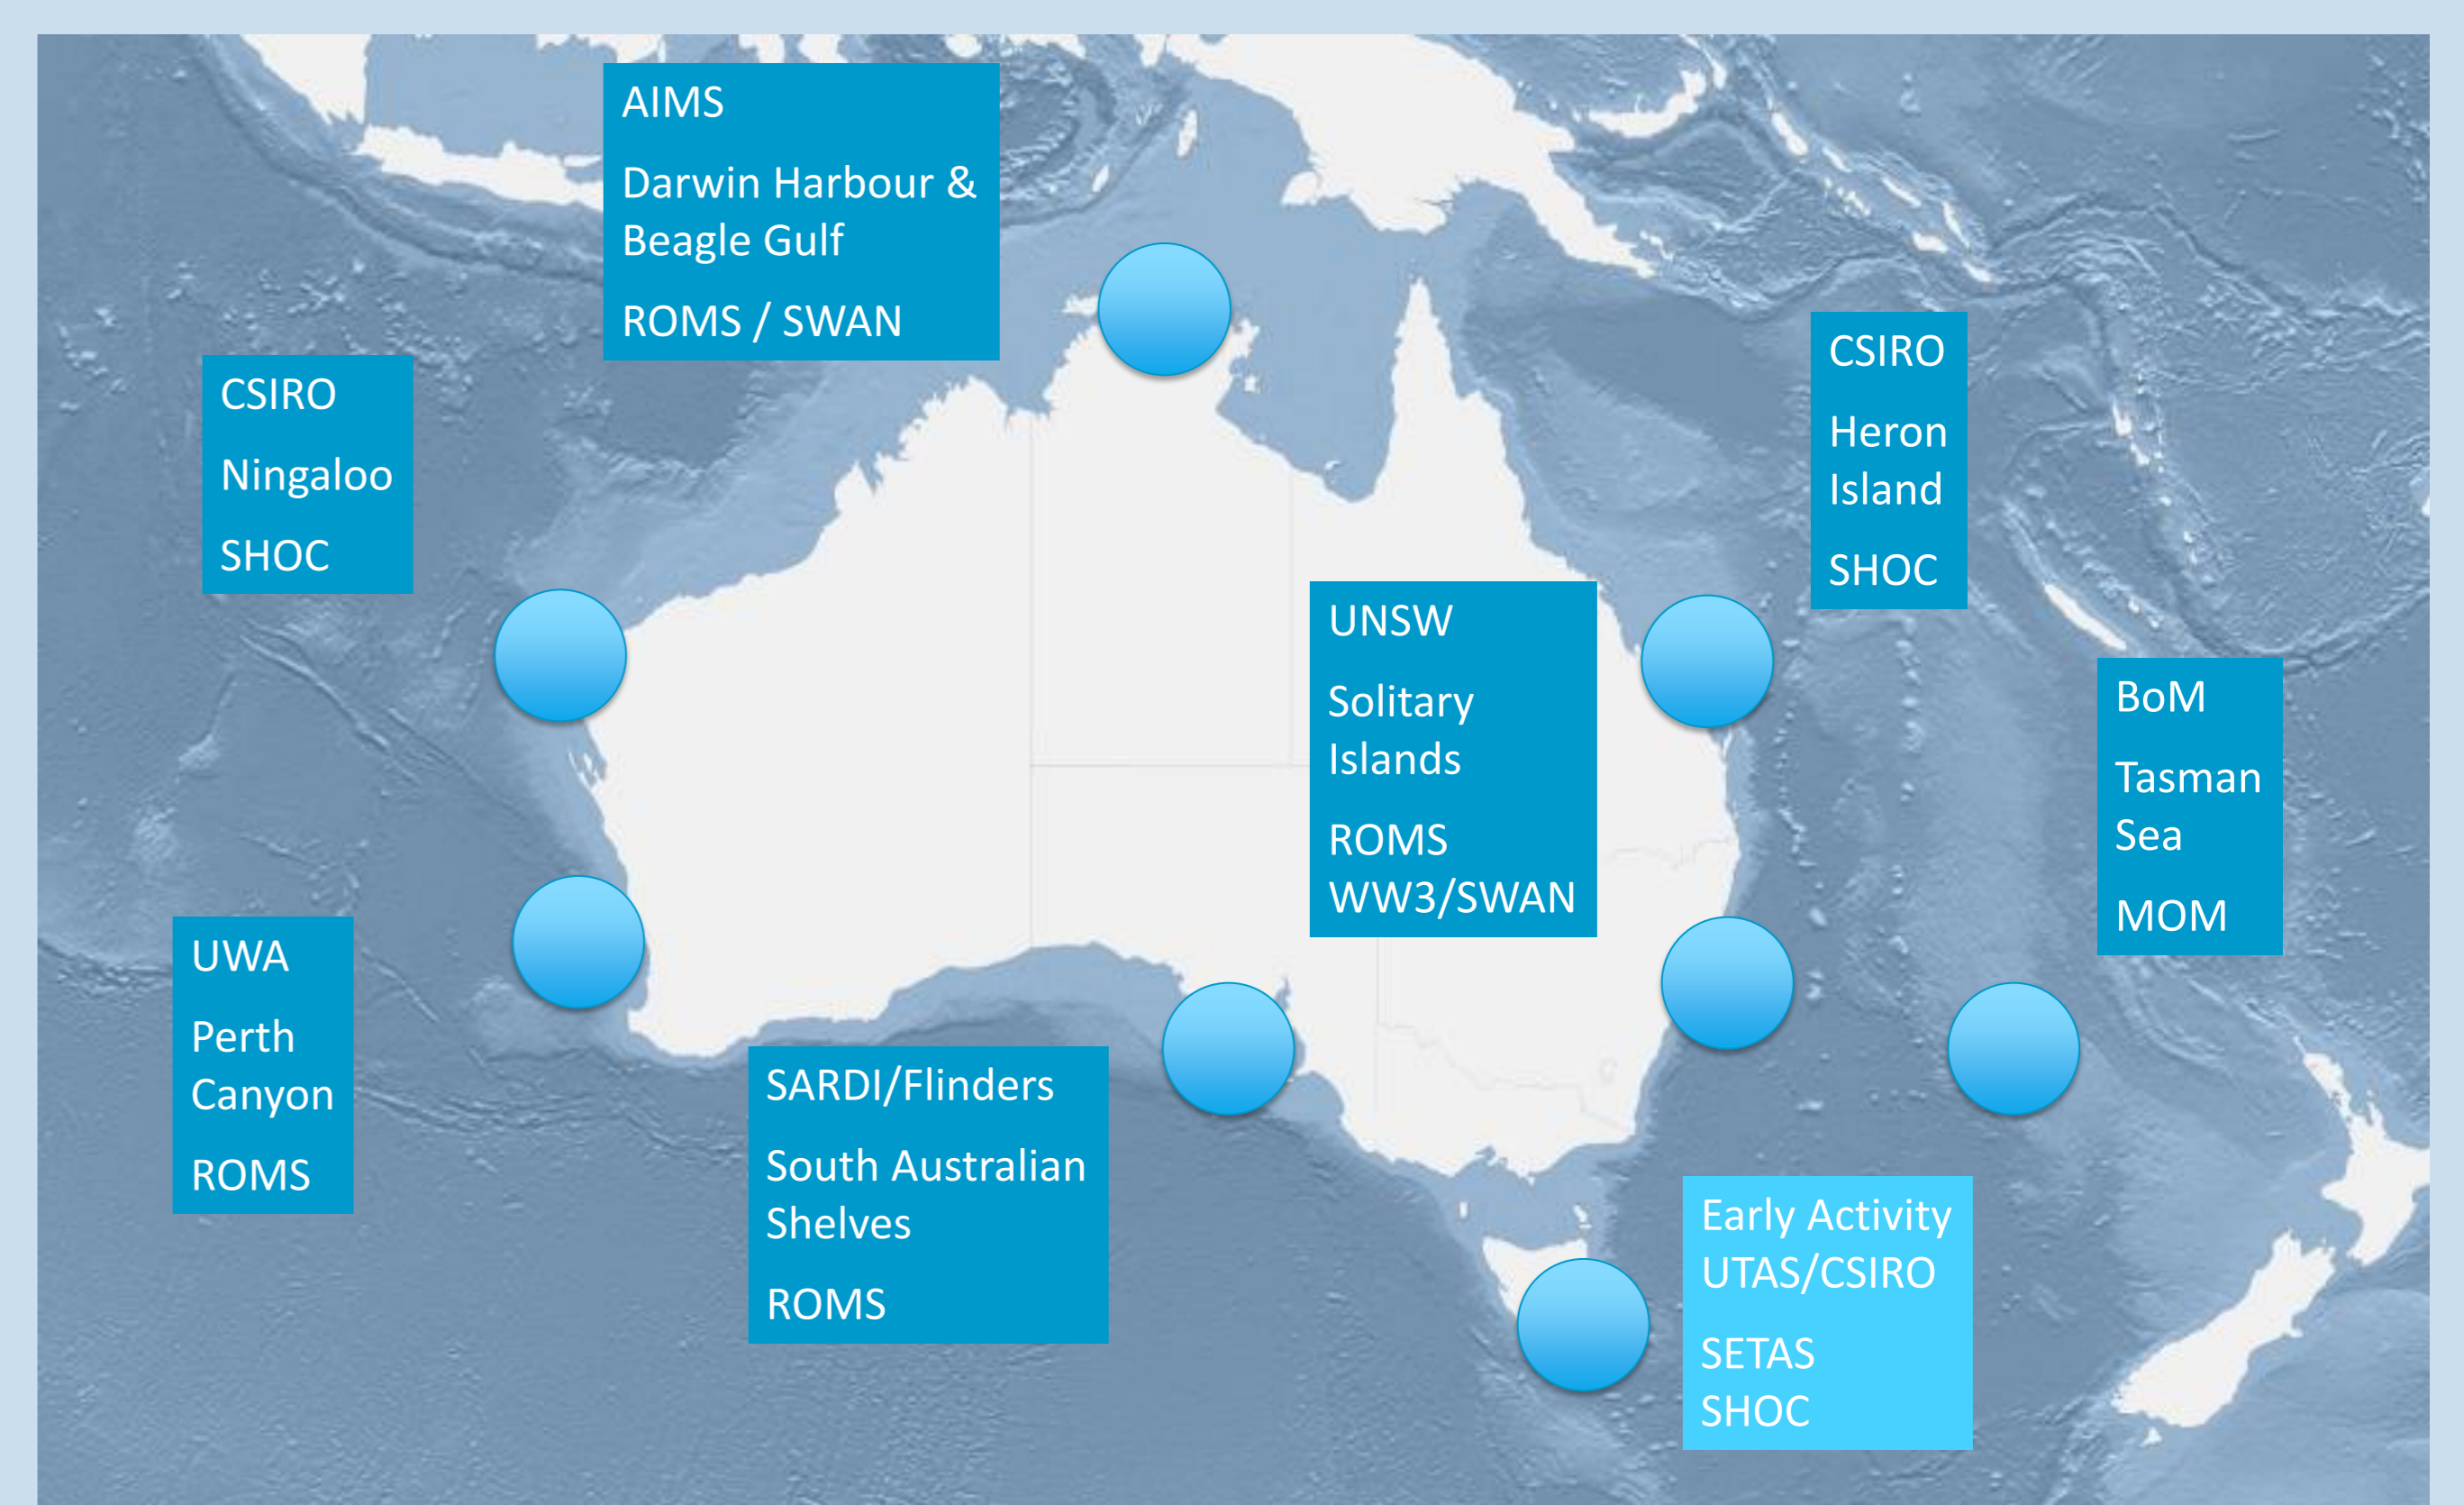 AIMS
Darwin Harbour &
Beagle Gulf
ROMS / SWAN
CSIRO
Ningaloo
SHOC
CSIRO
Heron
Island
SHOC
UNSW
Solitary
Islands
ROMS
WW3/SWAN
BoM
Tasman
Sea
MOM
UWA
Perth
Canyon
ROMS
SARDI/Flinders
South Australian
Shelves
ROMS
Early Activity
UTAS/CSIRO
SETAS
SHOC